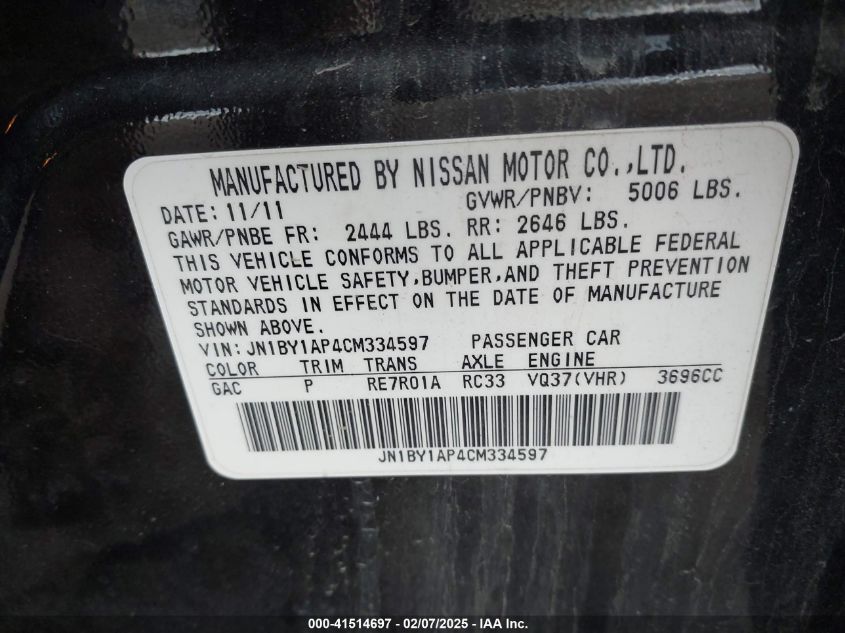 MANUFACTURED BY NISSAN MOTOR CO.,LTD.
DATE: 11/11 GVWR/PNBV: 5006 LBS.
GAWR/PNBE FR: 2444 LBS. RR: 2646 LBS.
THIS VEHICLE CONFORMS TO ALL APPLICABLE FEDERAL
MOTOR VEHICLE SAFETY,BUMPER,AND THEFT PREVENTION
STANDARDS IN EFFECT ON THE DATE OF MANUFACTURE
SHOWN ABOVE.
VIN: JN1BY1AP4CM334597 PASSENGER CAR
COLOR TRIM TRANS AXLE ENGINE
GAC P RE7R01A RC33 VQ37(VHR) 3696CC
JN1BY1AP4CM334597
000-41514697 - 02/07/2025 - IAA, Inc.